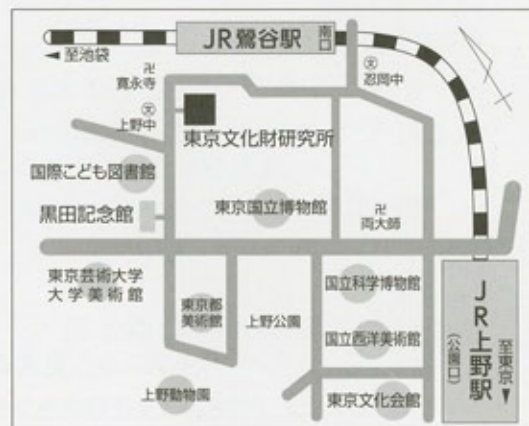 JR鶯谷駅
南口
◄至池袋
卍
寛永寺
㊛
忍岡中
㊛
上野中
東京文化財研究所
国際こども図書館
黒田記念館
東京国立博物館
卍
両大師
東京芸術大学
大学美術館
東京都
美術館
上野公園
国立科学博物館
国立西洋美術館
上野動物園
東京文化会館
JR上野駅
(公園口)
至東京▼